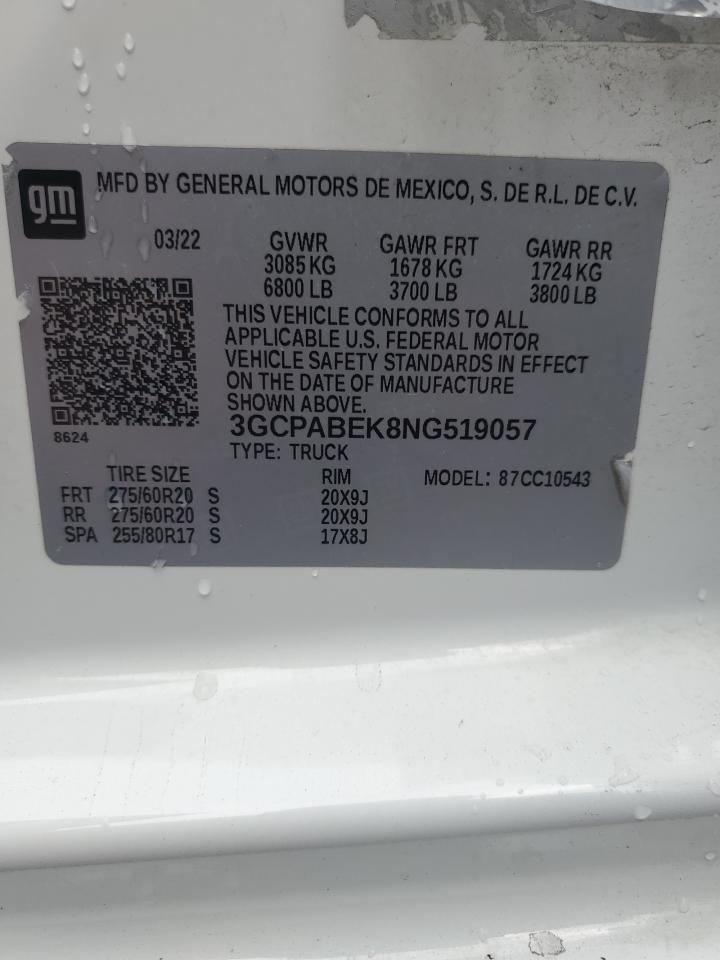 gm
MFD BY GENERAL MOTORS DE MEXICO, S. DE R.L. DE C.V.
03/22 GVWR GAWR FRT GAWR RR
3085 KG 1678 KG 1724 KG
6800 LB 3700 LB 3800 LB
THIS VEHICLE CONFORMS TO ALL
APPLICABLE U.S. FEDERAL MOTOR
VEHICLE SAFETY STANDARDS IN EFFECT
ON THE DATE OF MANUFACTURE
SHOWN ABOVE.
3GCPABEK8NG519057
8624
TYPE: TRUCK
TIRE SIZE RIM MODEL: 87CC10543
FRT 275/60R20 S 20X9J
RR 275/60R20 S 20X9J
SPA 255/80R17 S 17X8J